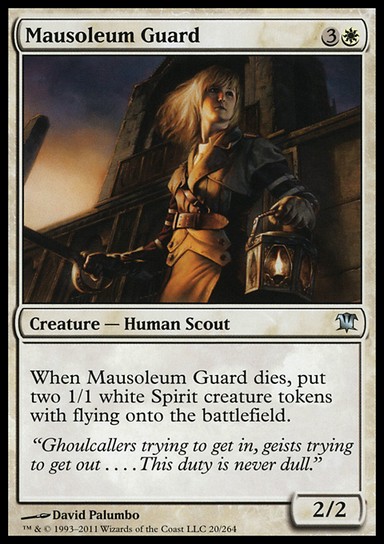 Mausoleum Guard 3
Creature — Human Scout
When Mausoleum Guard dies, put
two 1/1 white Spirit creature tokens
with flying onto the battlefield.
“Ghoulcallers trying to get in, geists trying
to get out . . . . This duty is never dull.”
David Palumbo
™ & © 1993–2011 Wizards of the Coast LLC 20/264
2/2